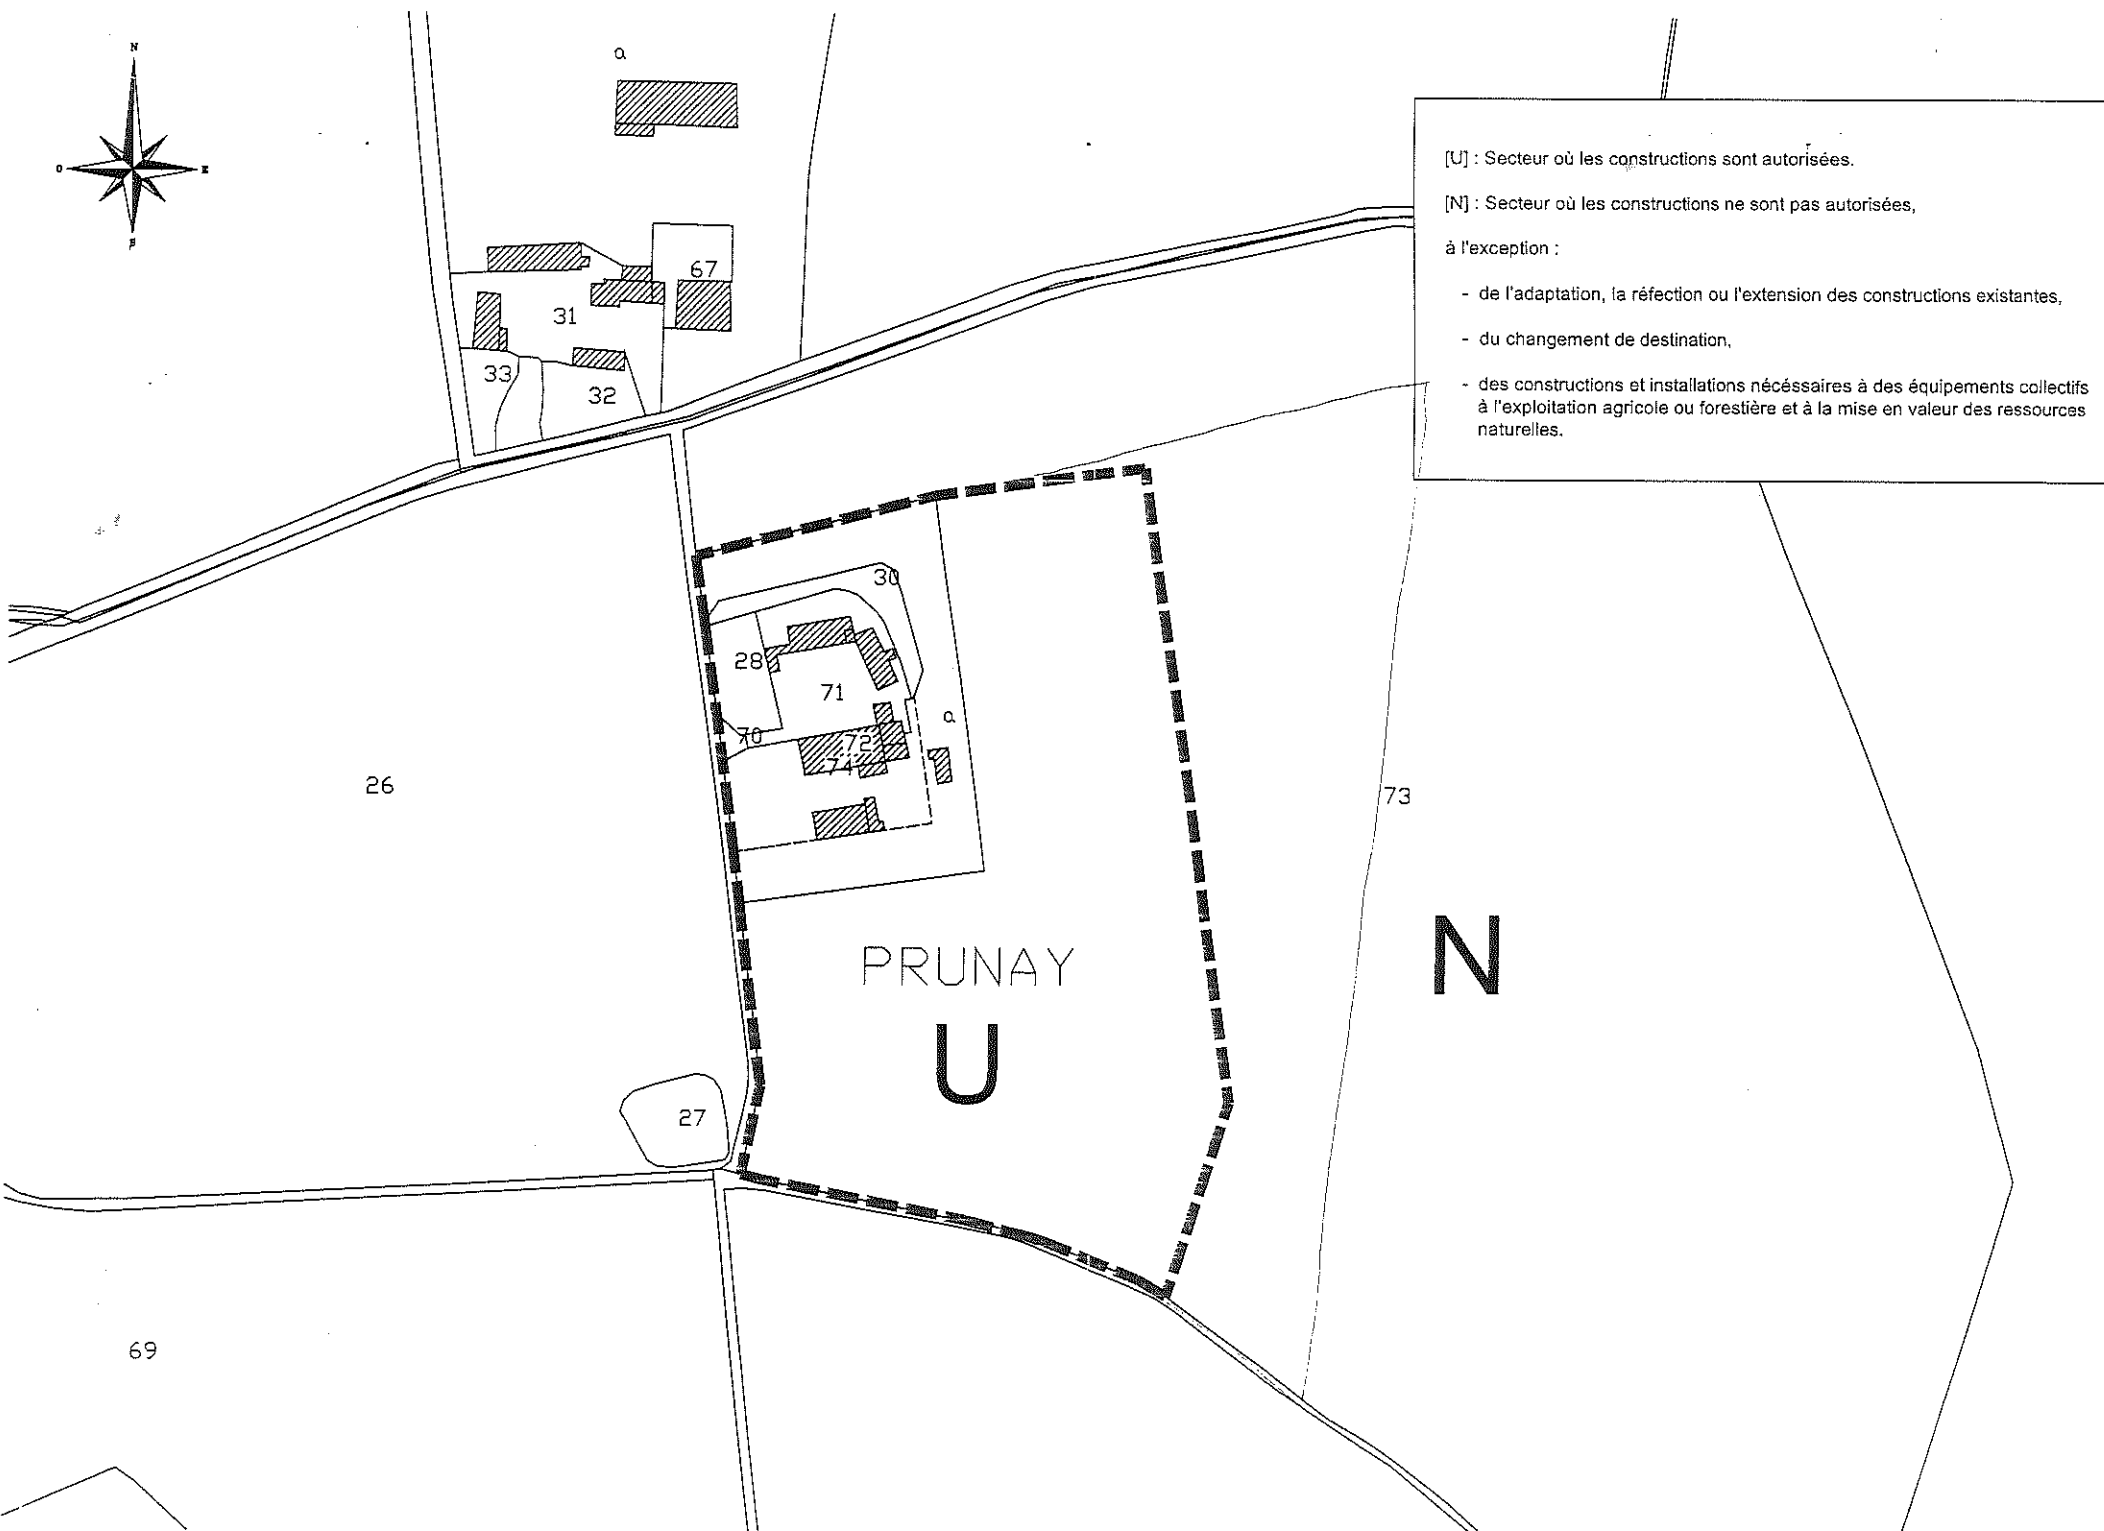 N
O
E
P
a
[U] : Secteur où les constructions sont autorisées.
[N] : Secteur où les constructions ne sont pas autorisées,
à l'exception :
- de l'adaptation, la réfection ou l'extension des constructions existantes,
- du changement de destination,
- des constructions et installations nécéssaires à des équipements collectifs
à l'exploitation agricole ou forestière et à la mise en valeur des ressources
naturelles.
67
31
33
32
30
28
71
a
70
72
74
26
73
PRUNAY
N
U
27
69